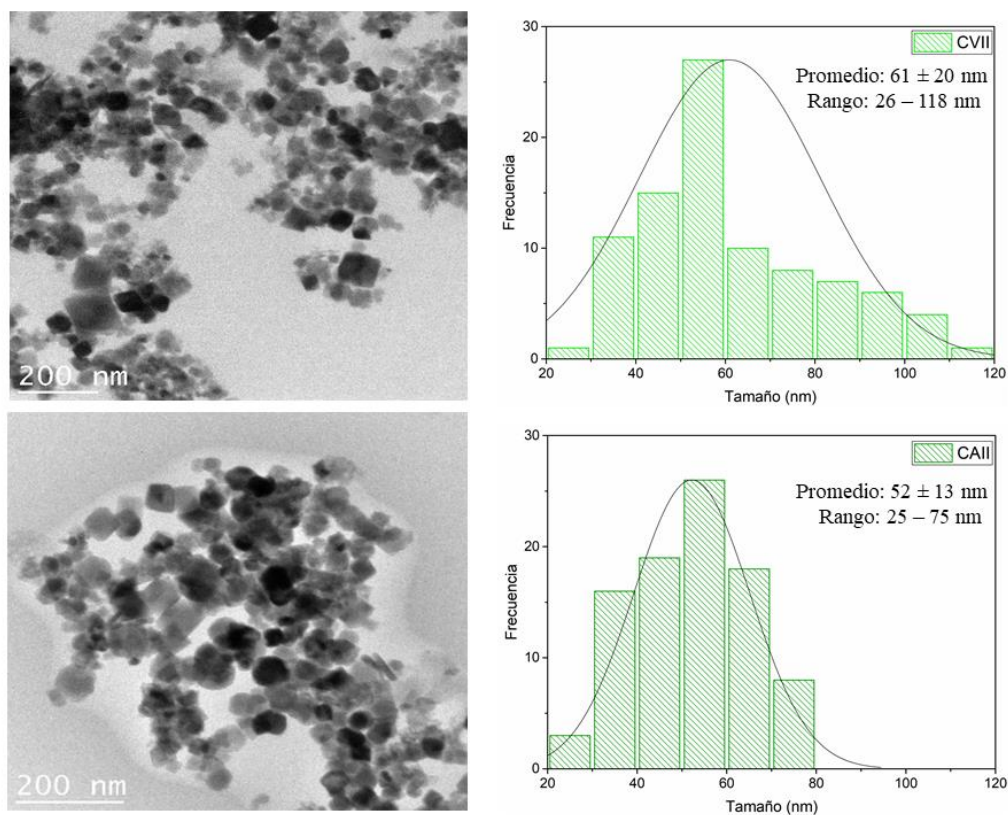 200 nm
30
20
10
0
Frecuencia
CVII
Promedio: 61 ± 20 nm
Rango: 26 – 118 nm
20 40 60 80 100 120
Tamaño (nm)
200 nm
30
20
10
0
Frecuencia
CAII
Promedio: 52 ± 13 nm
Rango: 25 – 75 nm
20 40 60 80 100 120
Tamaño (nm)